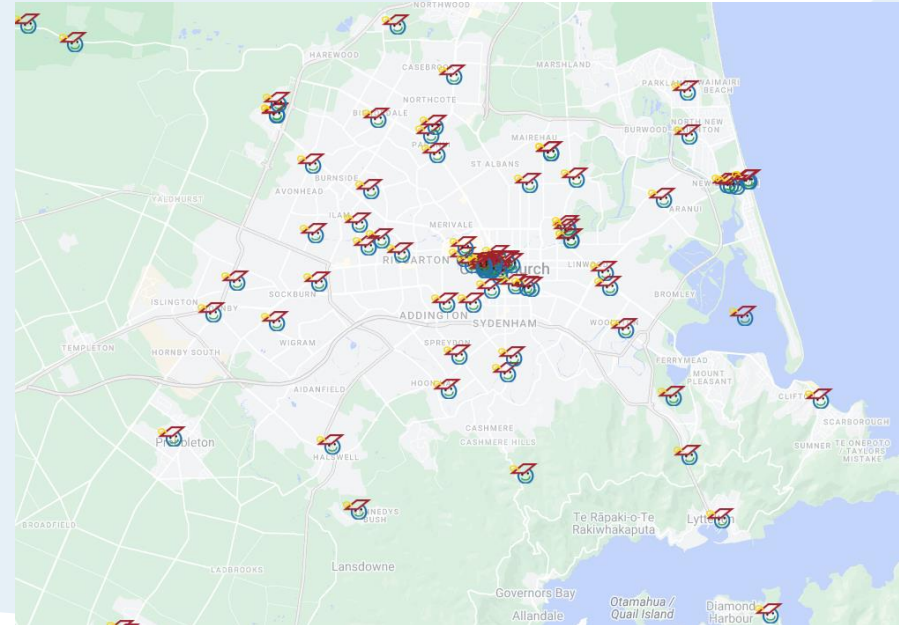 NORTHWOOD
HAREWOOD
CASEBROOK
MARSHLAND
PARKLANDS
WAIMAIRI
BEACH
NORTHCOTE
BURWOOD
NORTH NEW
MAIREHAU
ST ALBANS
BURNSIDE
AVONHEAD
YALDHURST
ARANUI
ILAM
MERIVALE
RICCARTON
LINWOOD
SOCKBURN
BROMLEY
ISLINGTON
ADDINGTON
SYDENHAM
TEMPLETON
HORNBY SOUTH
WIGRAM
SPREYDON
FERRYMEAD
MOUNT
PLEASANT
AIDANFIELD
CLIFT
SCARBOROUGH
CASHMERE
CASHMERE HILLS
SUMNER
TE ONEPOTO
/ TAYLORS
MISTAKE
HALSWELL
BROADFIELD
Te Rāpaki-o-Te
Rakiwhakaputa
LADBROOKS
Lansdowne
Governors Bay
Allandale
Otamahua /
Quail Island
Diamond
Harbour